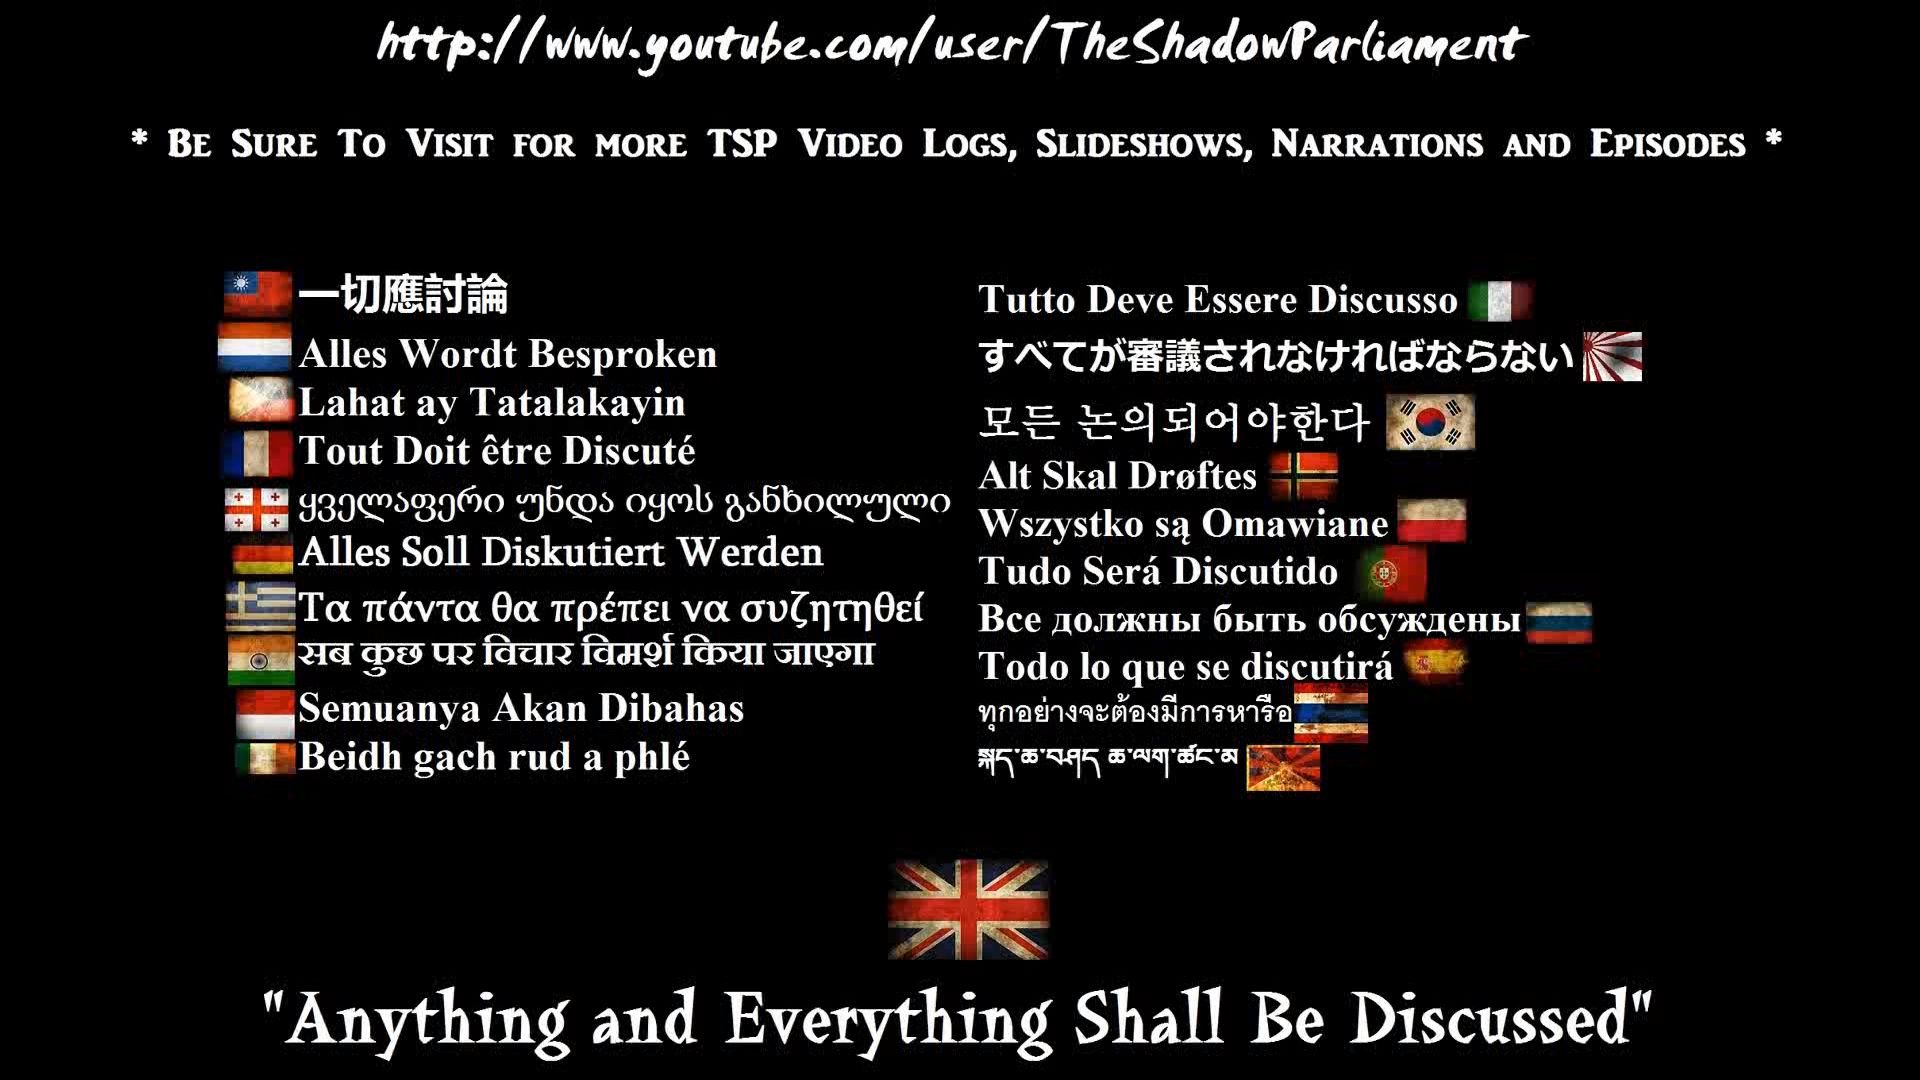 http://www.youtube.com/user/TheShadowParliament
* Be Sure To Visit for more TSP Video Logs, Slideshows, Narrations and Episodes *
一切應討論
Alles Wordt Besproken
Lahat ay Tatalakayin
Tout Doit être Discuté
ყველაფერი უნდა იყოს განხილული
Alles Soll Diskutiert Werden
Τα πάντα θα πρέπει να συζητηθεί
सब कुछ पर विचार विमर्श किया जाएगा
Semuanya Akan Dibahas
Beidh gach rud a phlé
Tutto Deve Essere Discusso
すべてが審議されなければならない
모든 논의되어야한다
Alt Skal Drøftes
Wszystko są Omawiane
Tudo Será Discutido
Все должны быть обсуждены
Todo lo que se discutirá
ทุกอย่างจะต้องมีการหารือ
སྐད་ཆ་བཤད ཆ་ལག་ཚང་མ
"Anything and Everything Shall Be Discussed"